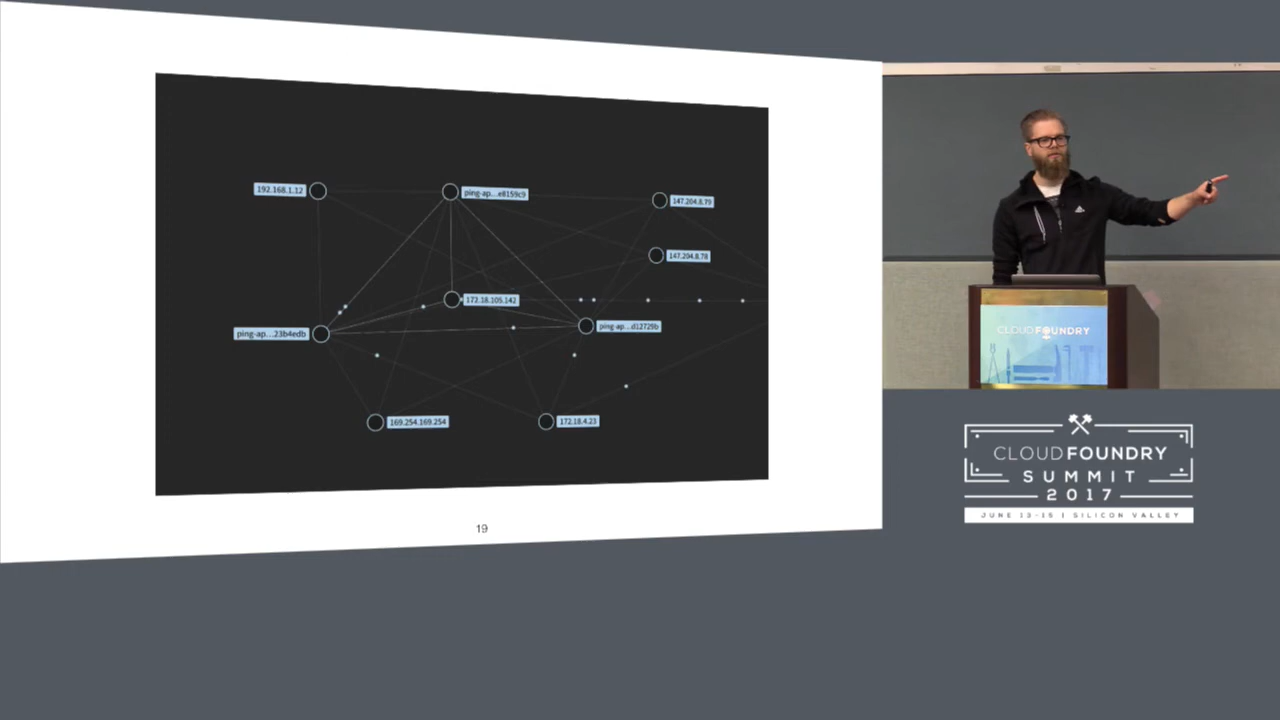 192.168.1.12
ping-ap...e8159c9
147.204.8.79
147.204.8.78
172.18.105.142
ping-ap...23b4edb
ping-ap...d12729b
169.254.169.254
172.18.4.23
19
CLOUDFOUNDRY
CLOUDFOUNDRY
SUMMIT
2017
JUNE 13-15 | SILICON VALLEY